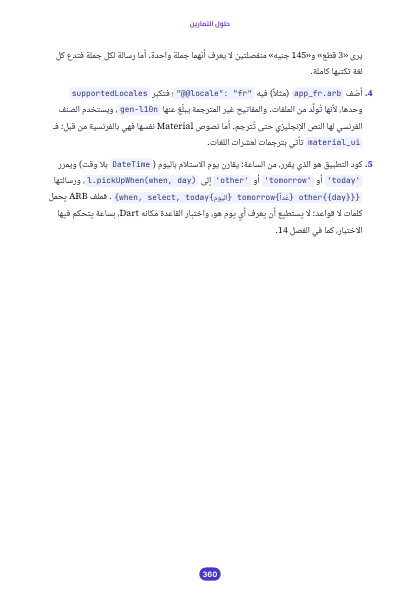 حلول التمارين
يرى «3 قطع» و«145 جنيه» منفصلتين لا يعرف أنهما جملة واحدة. أما رسالة لكل جملة فتدع كل
لغة تكتبها كاملة.
4. أضف app_fr.arb (مثلاً) فيه "@@locale": "fr" ؛ فتكبر supportedLocales
وحدها، لأنها تُولَّد من الملفات. والمفاتيح غير المترجمة يبلّغ عنها gen-l10n ، ويستخدم الصنف
الفرنسي لها النص الإنجليزي حتى تُترجم. أما نصوص Material نفسها فهي بالفرنسية من قبل: فـ
material_ui تأتي بترجمات لعشرات اللغات.
5. كود التطبيق هو الذي يقرر، من الساعة: يقارن يوم الاستلام باليوم ( DateTime بلا وقت) ويمرر
'today' أو 'tomorrow' أو 'other' إلى l.pickUpWhen(when, day) ، ورسالتها
{when, select, today{اليوم} tomorrow{غداً} other{{day}}} . فملف ARB يحمل
كلمات لا قواعد: لا يستطيع أن يعرف أي يوم هو، واختبار القاعدة مكانه Dart، بساعة يتحكم فيها
الاختبار، كما في الفصل 14.
360